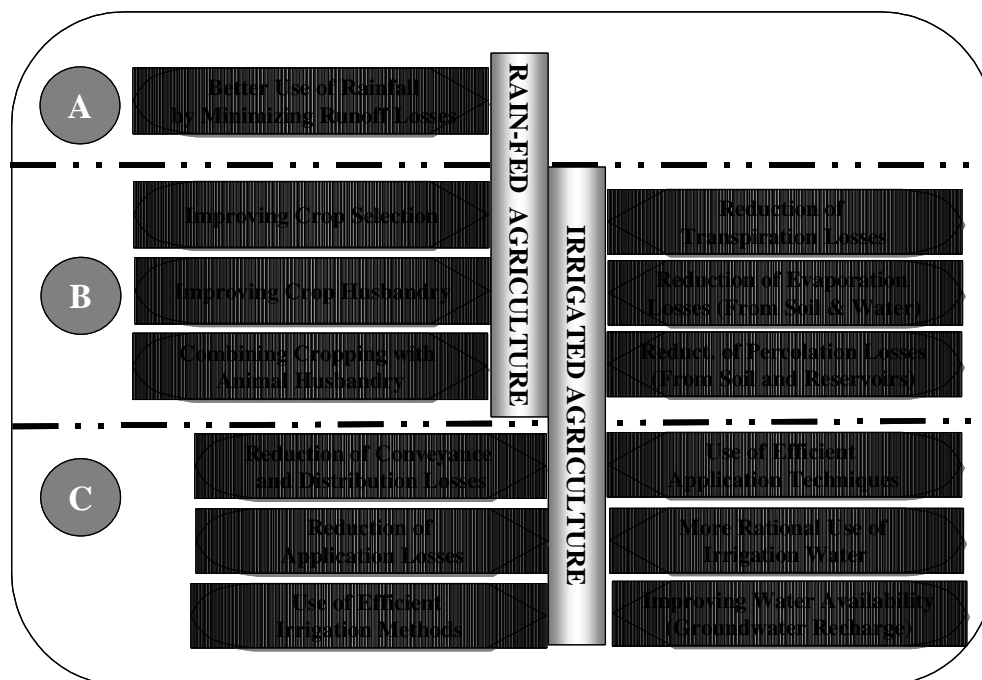 A
Better Use of Rainfall
by Minimizing Runoff Losses
RAIN-FED AGRICULTURE
B
Improving Crop Selection
Improving Crop Husbandry
Combining Cropping with
Animal Husbandry
IRRIGATED AGRICULTURE
Reduction of
Transpiration Losses
Reduction of Evaporation
Losses (From Soil & Water)
Reduct. of Percolation Losses
(From Soil and Reservoirs)
C
Reduction of Conveyance
and Distribution Losses
Reduction of
Application Losses
Use of Efficient
Irrigation Methods
Use of Efficient
Application Techniques
More Rational Use of
Irrigation Water
Improving Water Availability
(Groundwater Recharge)